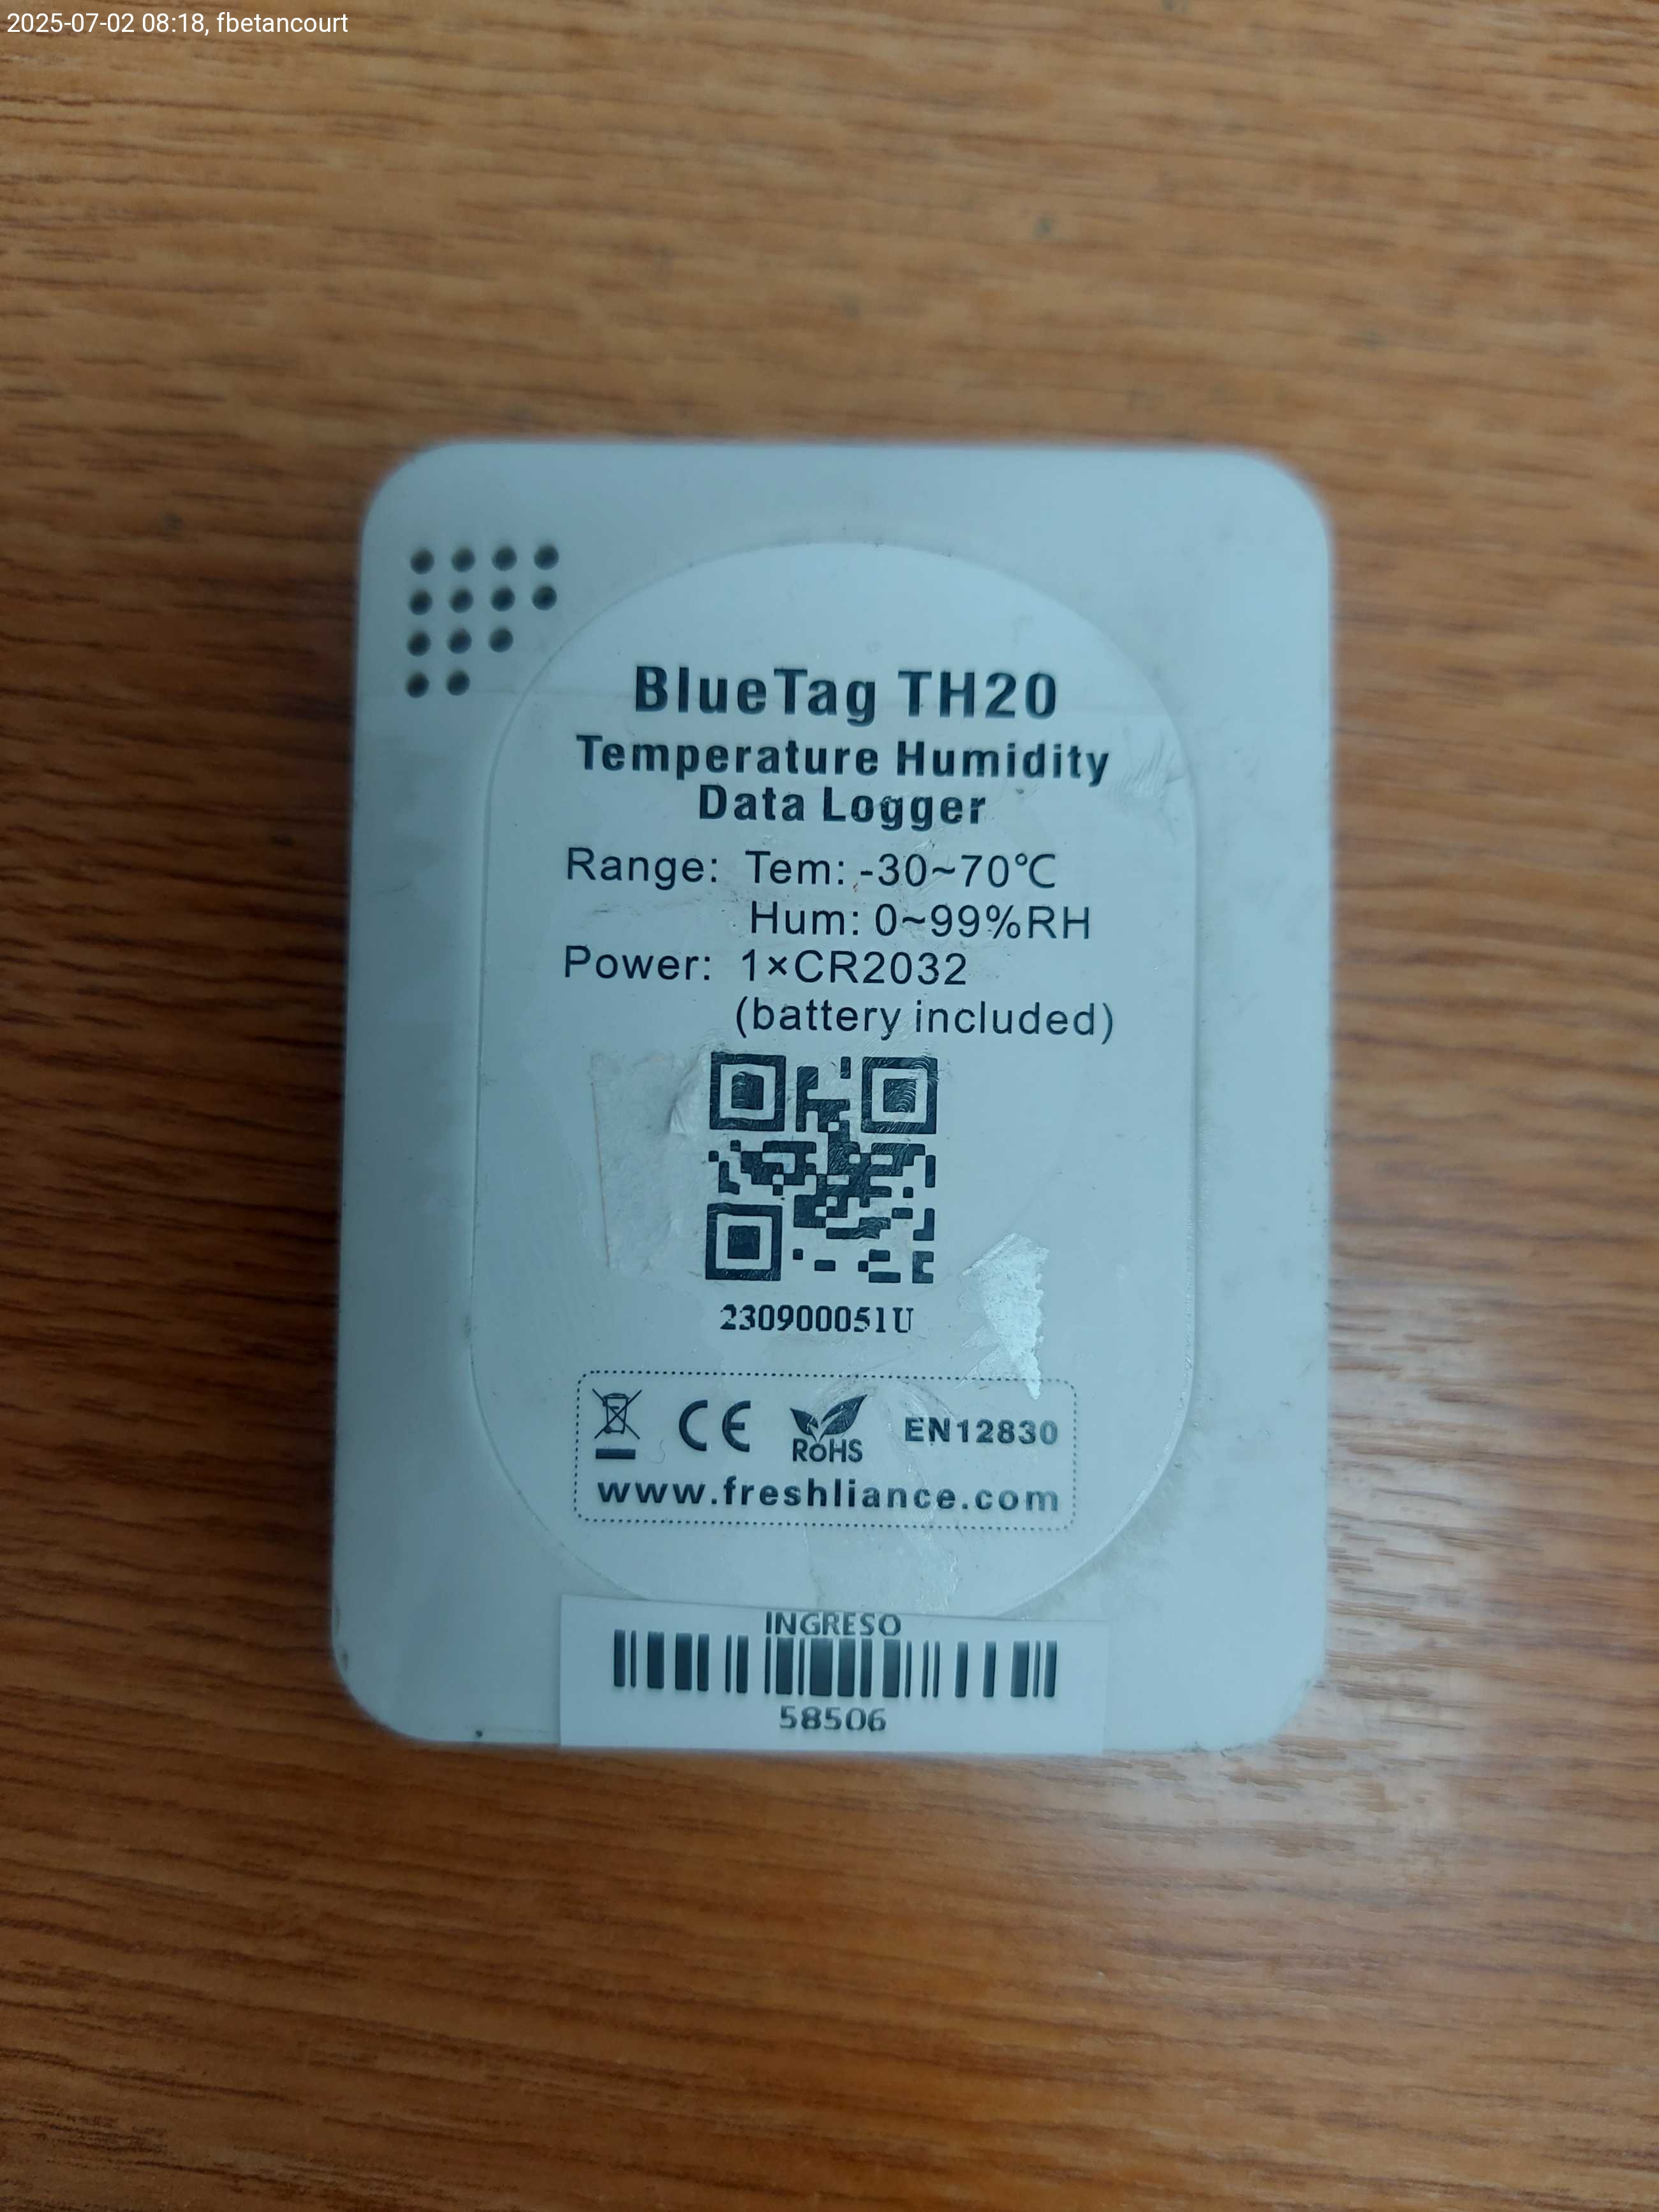 2025-07-02 08:18, fbetancourt
BlueTag TH20
Temperature Humidity
Data Logger
Range: Tem: -30~70℃
Hum: 0~99%RH
Power: 1×CR2032
(battery included)
230900051U
CE RoHS EN12830
www.freshliance.com
INGRESO
58506